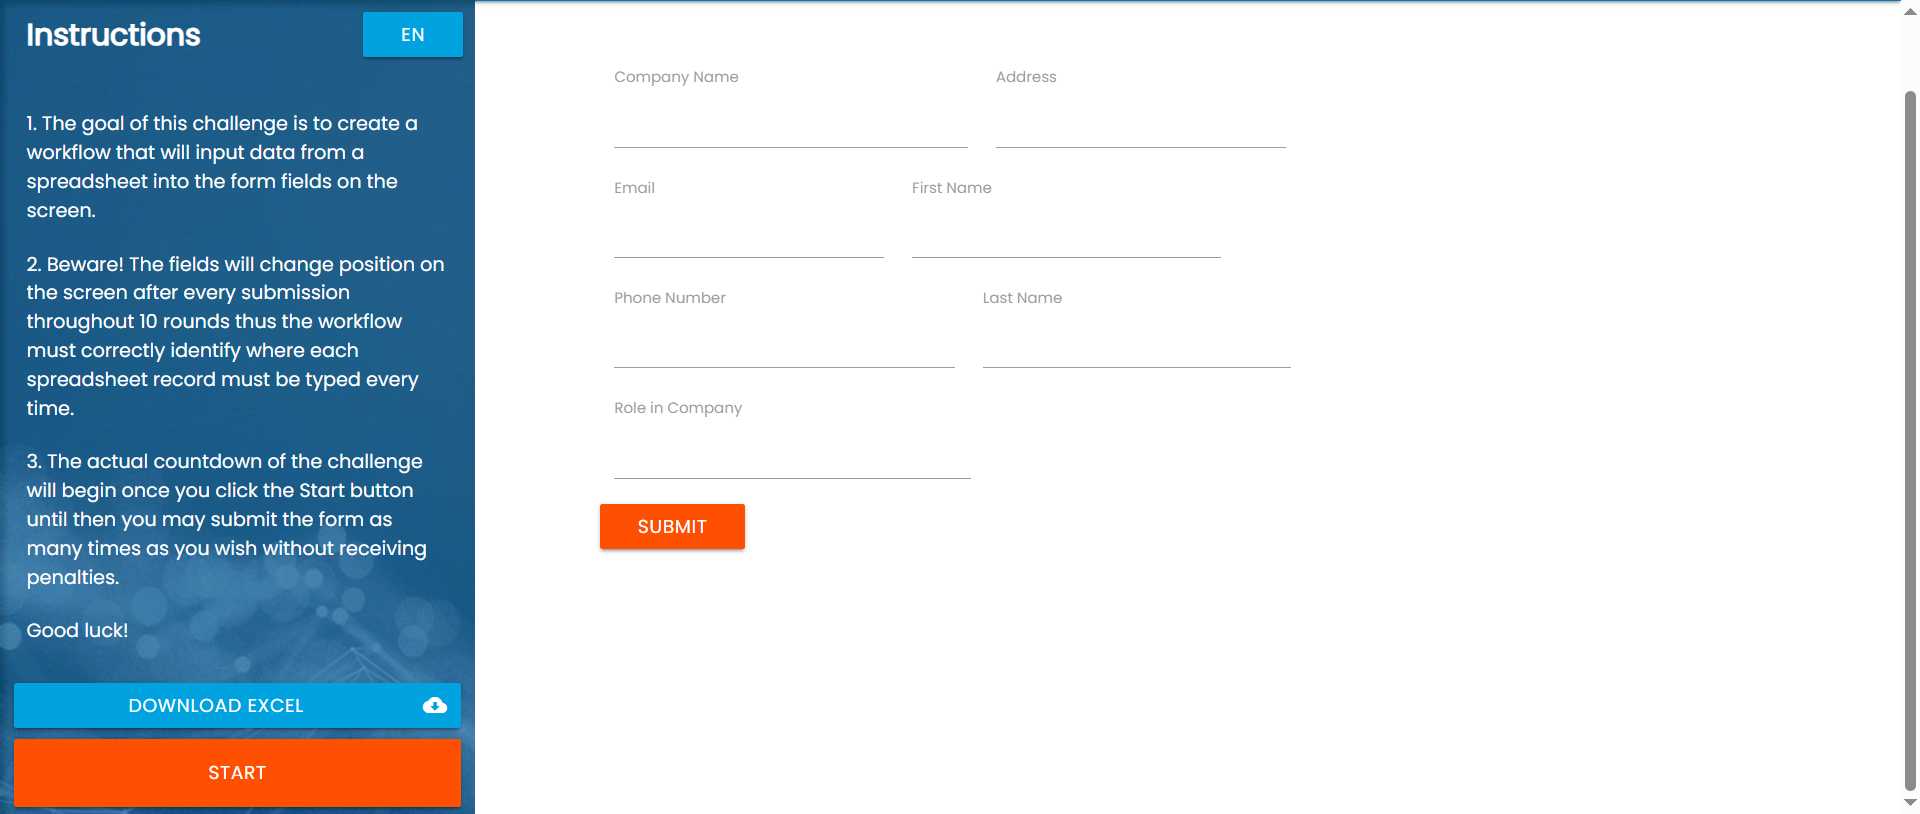 Instructions
EN
1. The goal of this challenge is to create a
workflow that will input data from a
spreadsheet into the form fields on the
screen.
2. Beware! The fields will change position on
the screen after every submission
throughout 10 rounds thus the workflow
must correctly identify where each
spreadsheet record must be typed every
time.
3. The actual countdown of the challenge
will begin once you click the Start button
until then you may submit the form as
many times as you wish without receiving
penalties.
Good luck!
DOWNLOAD EXCEL
START
Company Name
Address
Email
First Name
Phone Number
Last Name
Role in Company
SUBMIT